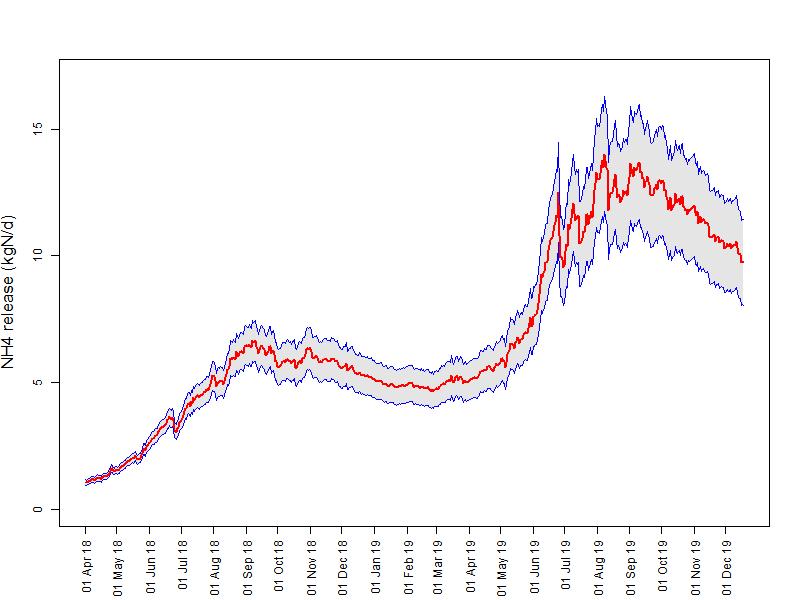 NH4 release (kgN/d)
15
10
5
0
01 Apr 18
01 May 18
01 Jun 18
01 Jul 18
01 Aug 18
01 Sep 18
01 Oct 18
01 Nov 18
01 Dec 18
01 Jan 19
01 Feb 19
01 Mar 19
01 Apr 19
01 May 19
01 Jun 19
01 Jul 19
01 Aug 19
01 Sep 19
01 Oct 19
01 Nov 19
01 Dec 19